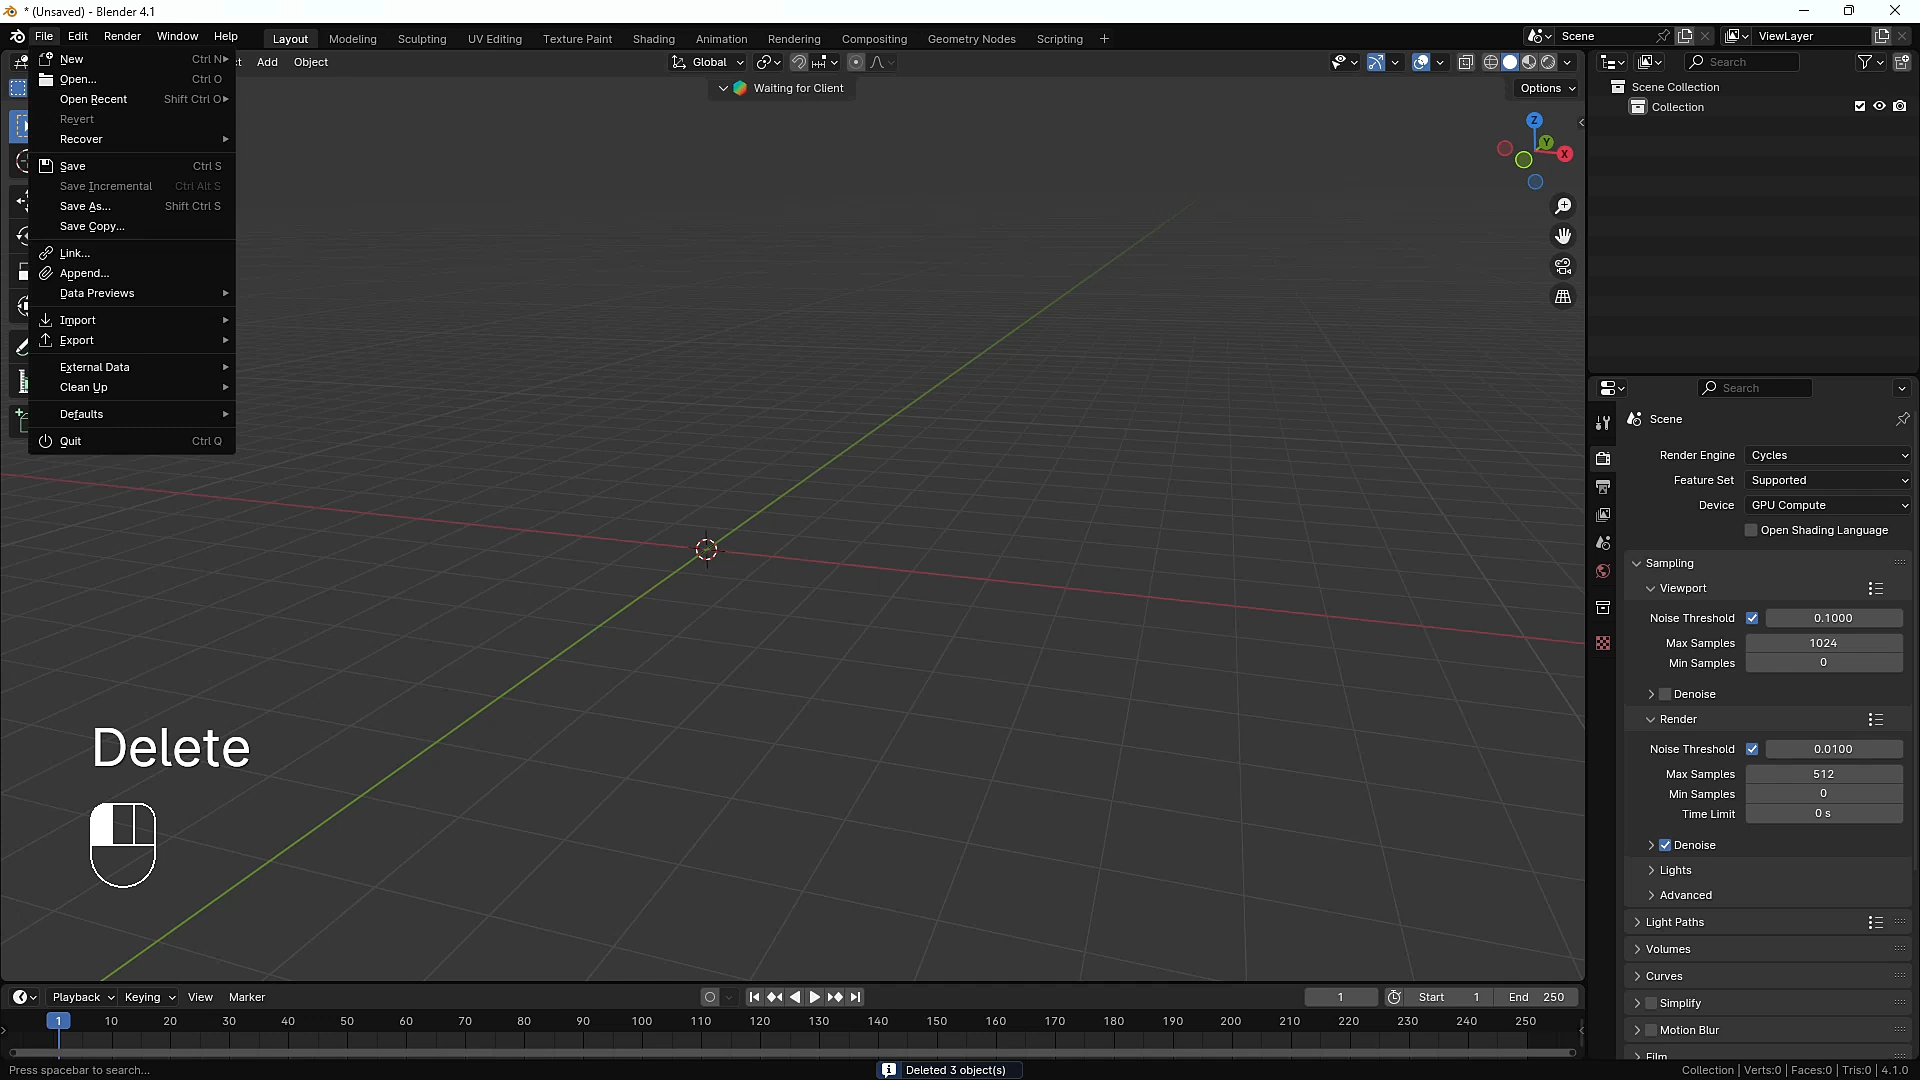 * (Unsaved) - Blender 4.1
File Edit Render Window Help
Layout Modeling Sculpting UV Editing Texture Paint Shading Animation Rendering Compositing Geometry Nodes Scripting +
Scene
ViewLayer
t Add Object
Global
Search
Waiting for Client
Options
New Ctrl N
Open... Ctrl O
Open Recent Shift Ctrl O
Revert
Recover
Save Ctrl S
Save Incremental Ctrl Alt S
Save As... Shift Ctrl S
Save Copy...
Link...
Append...
Data Previews
Import
Export
External Data
Clean Up
Defaults
Quit Ctrl Q
Z
Y
X
Scene Collection
Collection
Search
Scene
Render Engine Cycles
Feature Set Supported
Device GPU Compute
Open Shading Language
Sampling
Viewport
Noise Threshold 0.1000
Max Samples 1024
Min Samples 0
Denoise
Render
Noise Threshold 0.0100
Max Samples 512
Min Samples 0
Time Limit 0 s
Denoise
Lights
Advanced
Light Paths
Volumes
Curves
Simplify
Motion Blur
Film
Delete
Playback Keying View Marker
1 Start 1 End 250
1 10 20 30 40 50 60 70 80 90 100 110 120 130 140 150 160 170 180 190 200 210 220 230 240 250
Press spacebar to search...
Deleted 3 object(s)
Collection | Verts:0 | Faces:0 | Tris:0 | 4.1.0